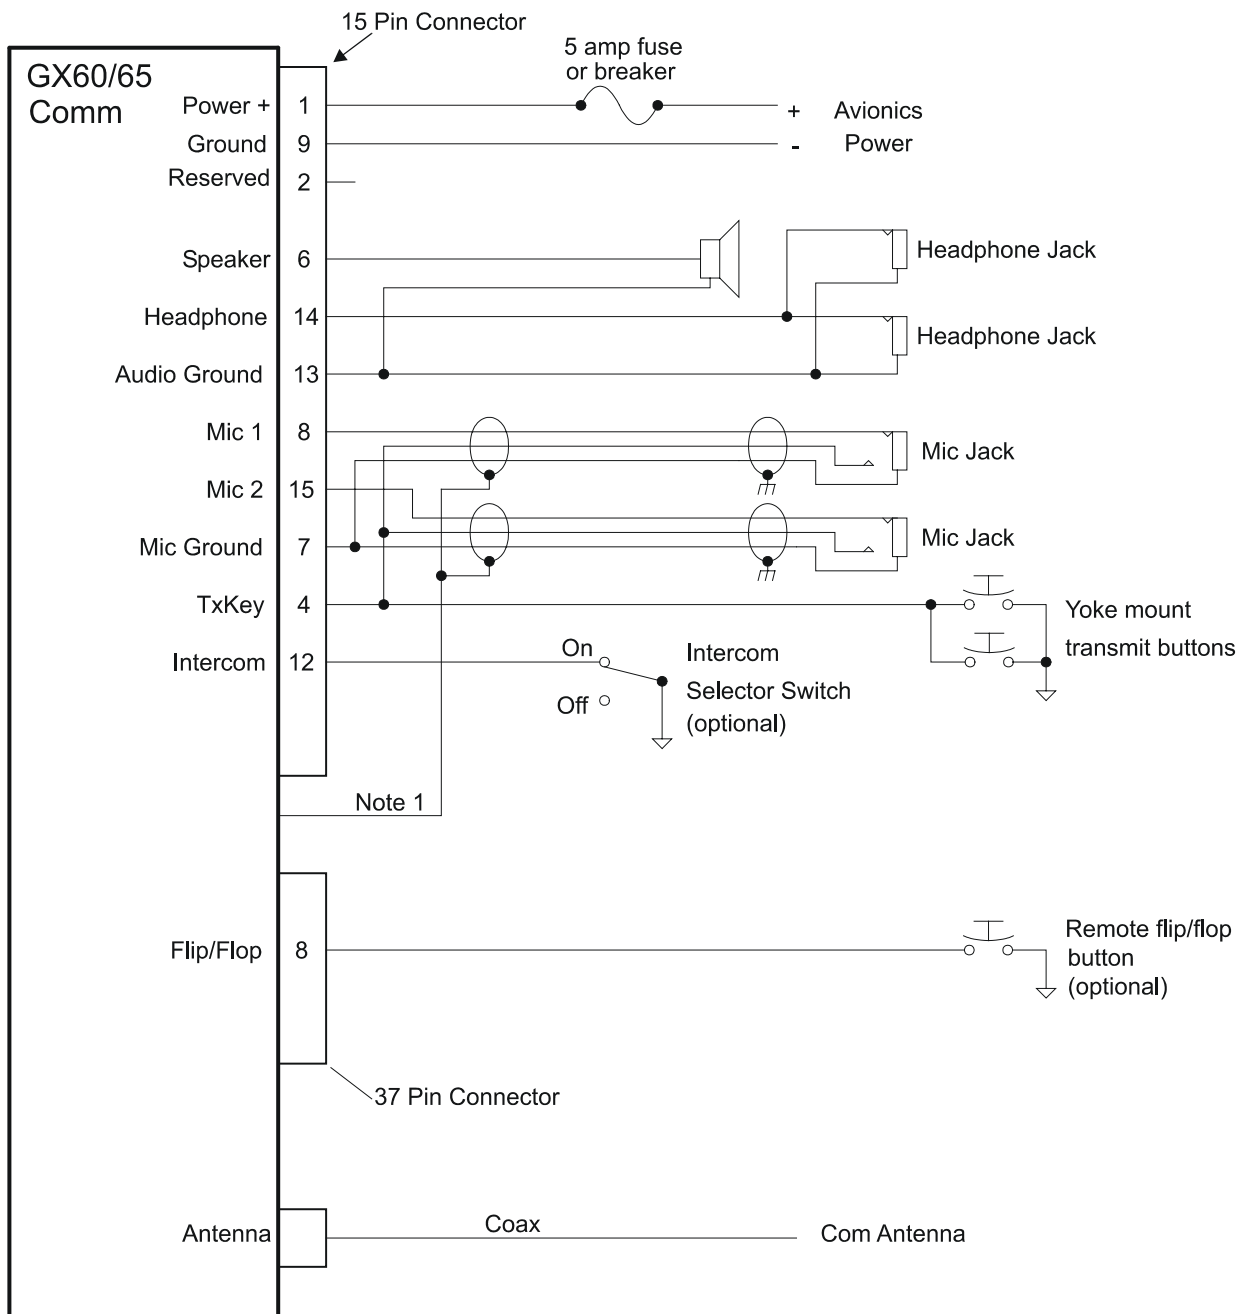 15 Pin Connector
GX60/65
Comm
5 amp fuse
or breaker
Power + 1
+ Avionics
Ground 9
- Power
Reserved 2
Speaker 6
Headphone Jack
Headphone 14
Headphone Jack
Audio Ground 13
Mic 1 8
Mic Jack
Mic 2 15
Mic Ground 7
Mic Jack
TxKey 4
Yoke mount
transmit buttons
Intercom 12
On
Off
Intercom
Selector Switch
(optional)
Note 1
Flip/Flop 8
Remote flip/flop
button
(optional)
37 Pin Connector
Antenna
Coax
Com Antenna